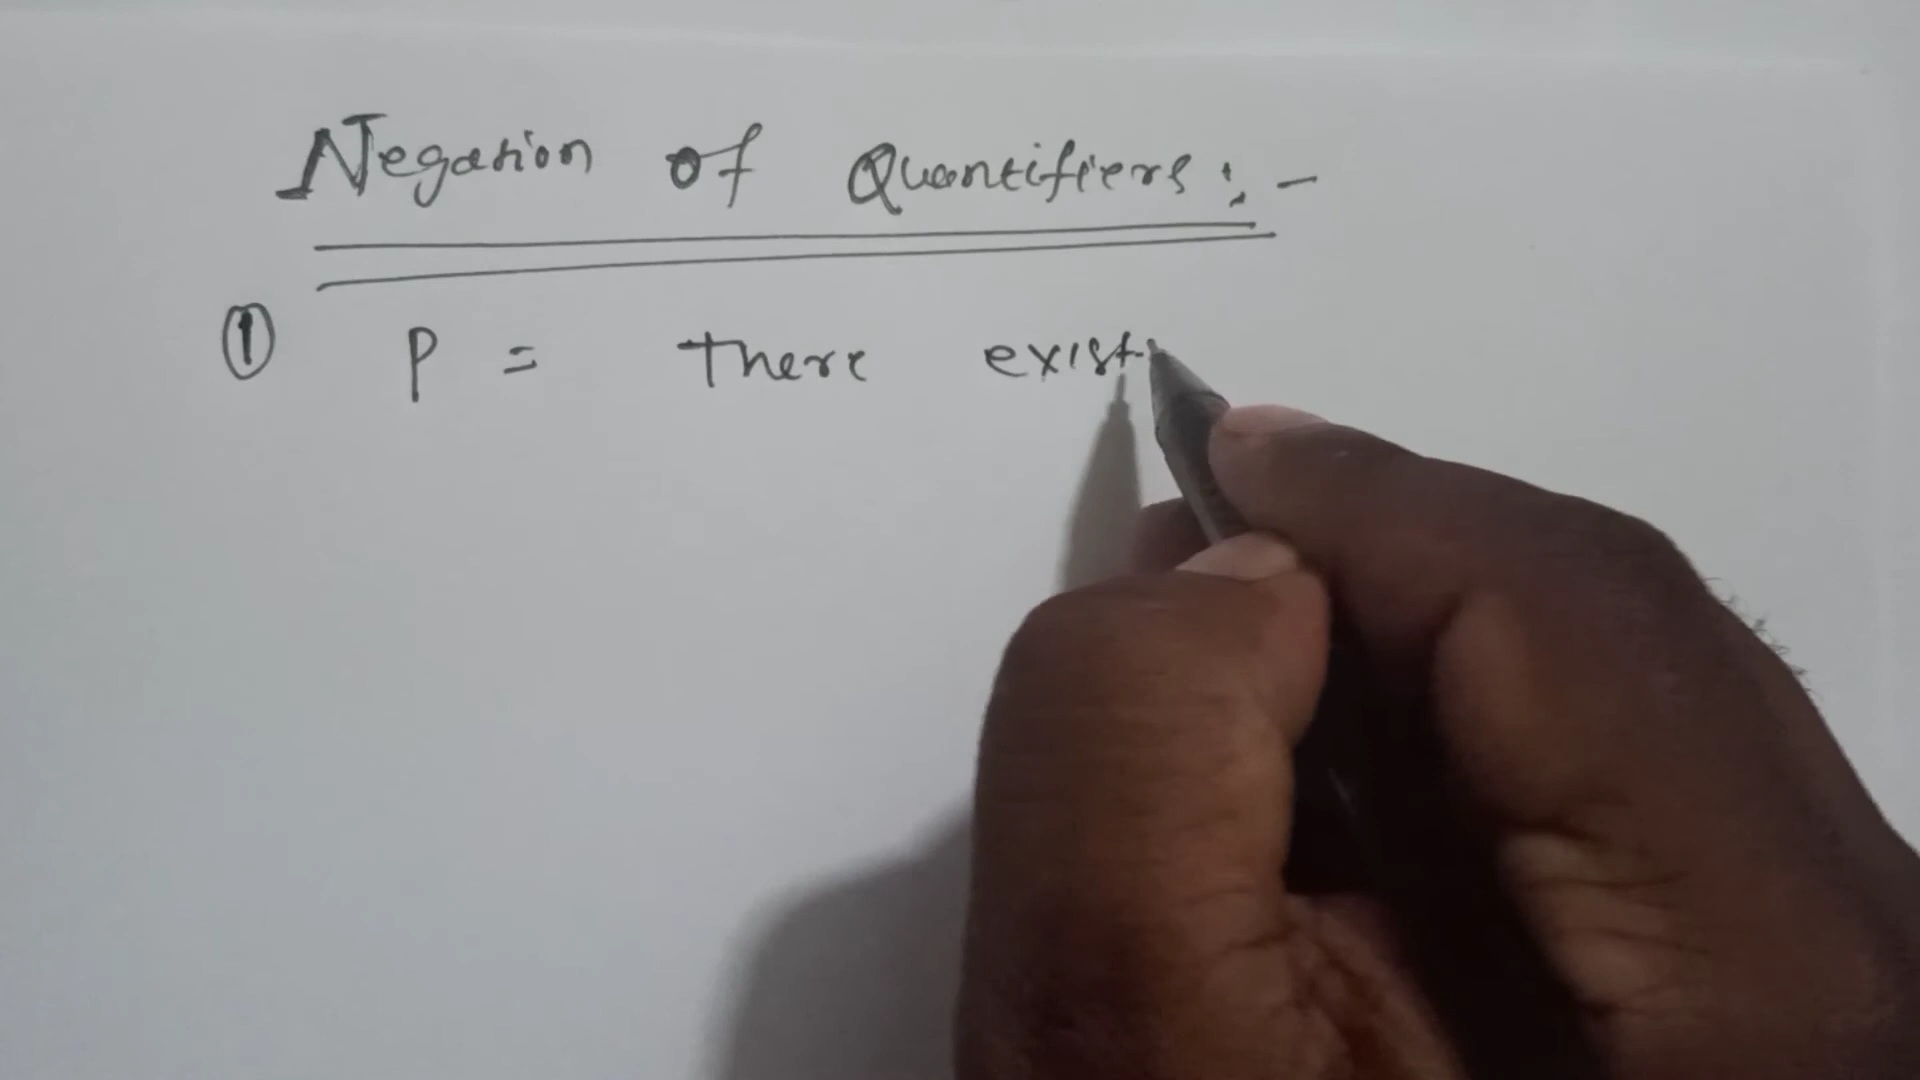 Negation of Quantifiers :-
① P = There exist